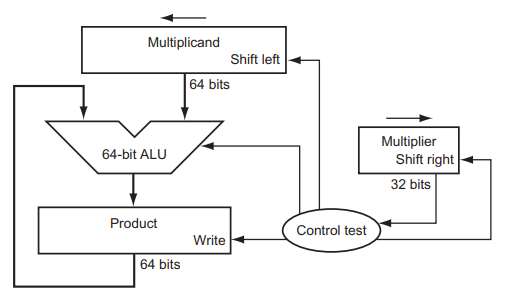 Multiplicand
Shift left
64 bits
64-bit ALU
Multiplier
Shift right
32 bits
Product
Write
Control test
64 bits